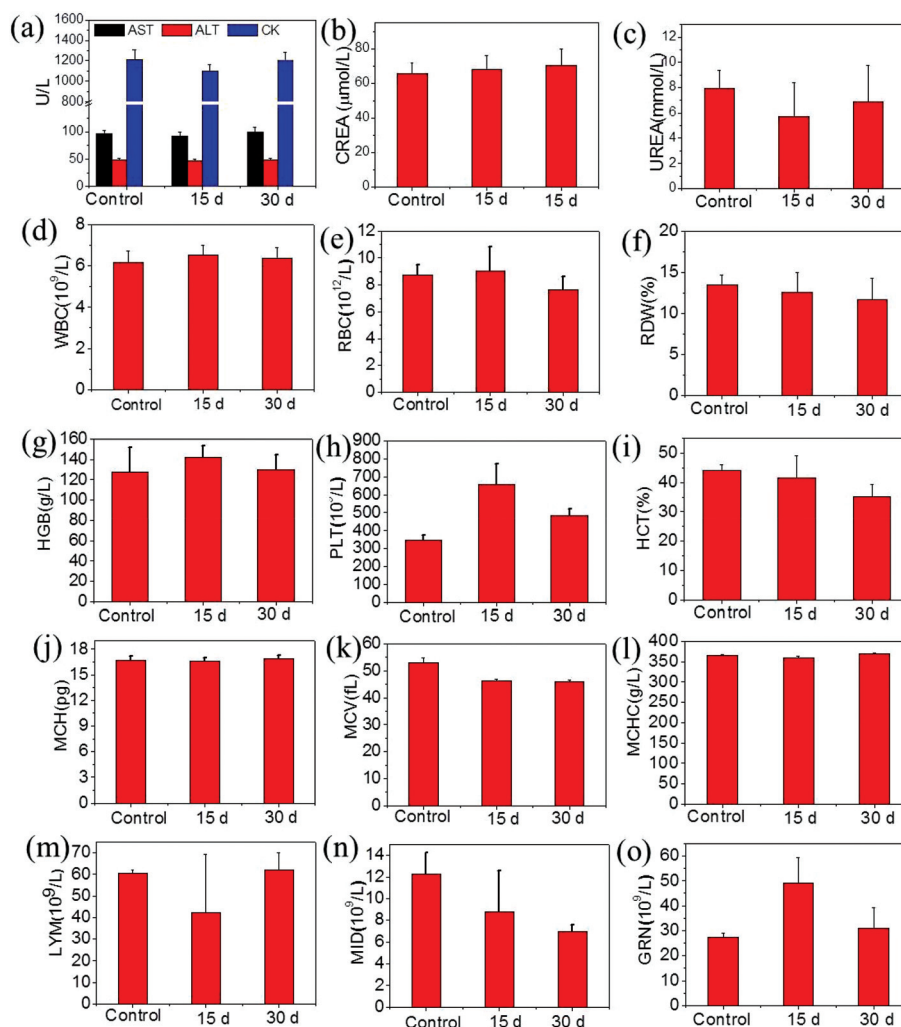 (a)
AST ALT CK
U/L
1600
1400
1200
1000
800
100
50
0
Control 15 d 30 d
(b)
CREA (μmol/L)
80
60
40
20
0
Control 15 d 15 d
(c)
UREA(mmol/L)
12
10
8
6
4
2
0
Control 15 d 30 d
(d)
WBC(10⁹/L)
8
6
4
2
0
Control 15 d 30 d
(e)
RBC(10¹²/L)
12
10
8
6
4
2
0
Control 15 d 30 d
(f)
RDW(%)
20
15
10
5
0
Control 15 d 30 d
(g)
HGB(g/L)
160
140
120
100
80
60
40
20
0
Control 15 d 30 d
(h)
900
800
700
600
500
400
300
200
100
0
Control 15 d 30 d
(i)
HCT(%)
50
40
30
20
10
0
Control 15 d 30 d
(j)
MCH(pg)
18
15
12
9
6
3
0
Control 15 d 30 d
(k)
MCV(fL)
60
50
40
30
20
10
0
Control 15 d 30 d
(l)
MCHC(g/L)
400
350
300
250
200
150
100
50
0
Control 15 d 30 d
(m)
LYM(10⁹/L)
70
60
50
40
30
20
10
0
Control 15 d 30 d
(n)
MID(10⁹/L)
14
12
10
8
6
4
2
0
Control 15 d 30 d
(o)
GRN(10⁹/L)
60
50
40
30
20
10
0
Control 15 d 30 d